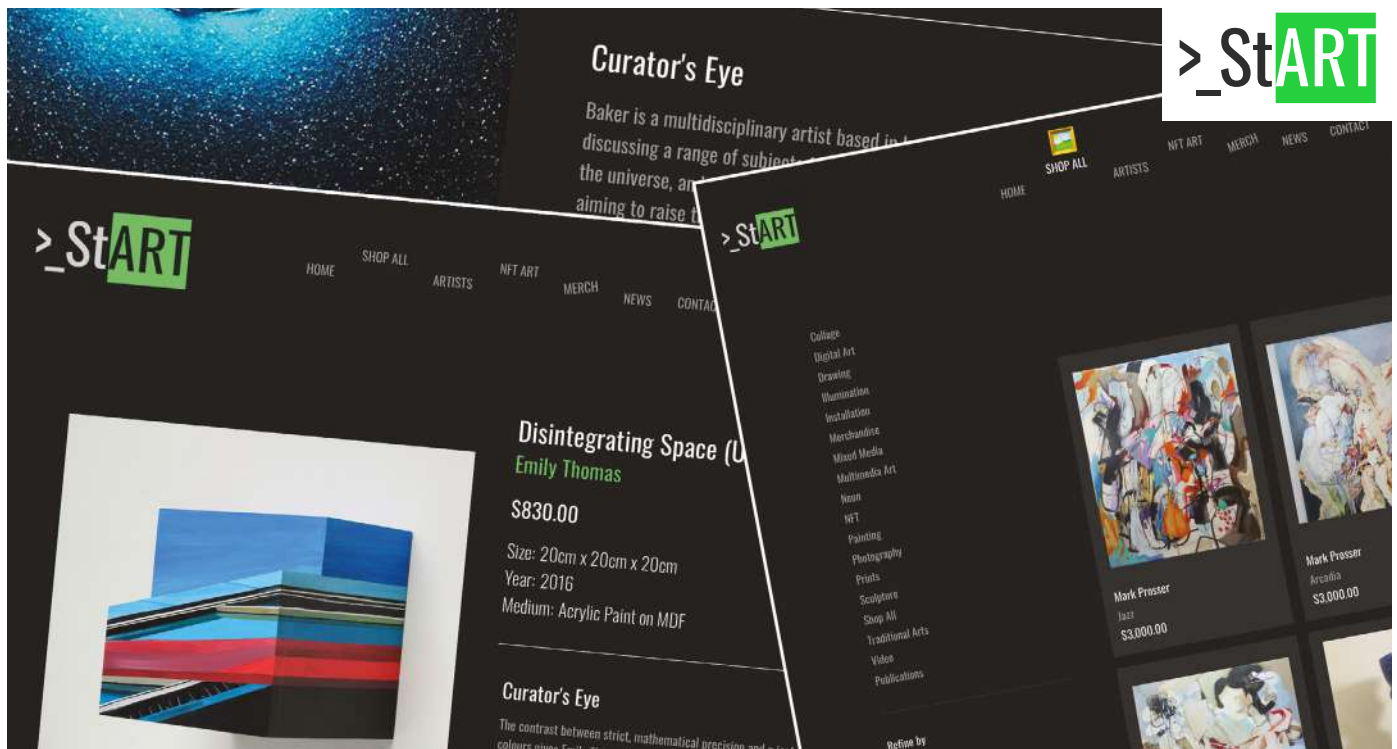 >_StART
Curator's Eye
Baker is a multidisciplinary artist based in
discussing a range of subjects
the universe, an
aiming to raise t
>_StART
HOME
SHOP ALL
ARTISTS
NFT ART
MERCH
NEWS
CONTAC
Disintegrating Space (U
Emily Thomas
$830.00
Size: 20cm x 20cm x 20cm
Year: 2016
Medium: Acrylic Paint on MDF
Curator's Eye
The contrast between strict, mathematical precision and
colours gives
>_StART
HOME
SHOP ALL
ARTISTS
NFT ART
MERCH
NEWS
CONTACT
Collage
Digital Art
Drawing
Illumination
Installation
Merchandise
Mixed Media
Multimedia Art
Neon
NFT
Painting
Photography
Prints
Sculpture
Shop All
Traditional Arts
Video
Publications
Refine by
Mark Prosser
Jazz
$3,000.00
Mark Prosser
Arcadia
$3,000.00